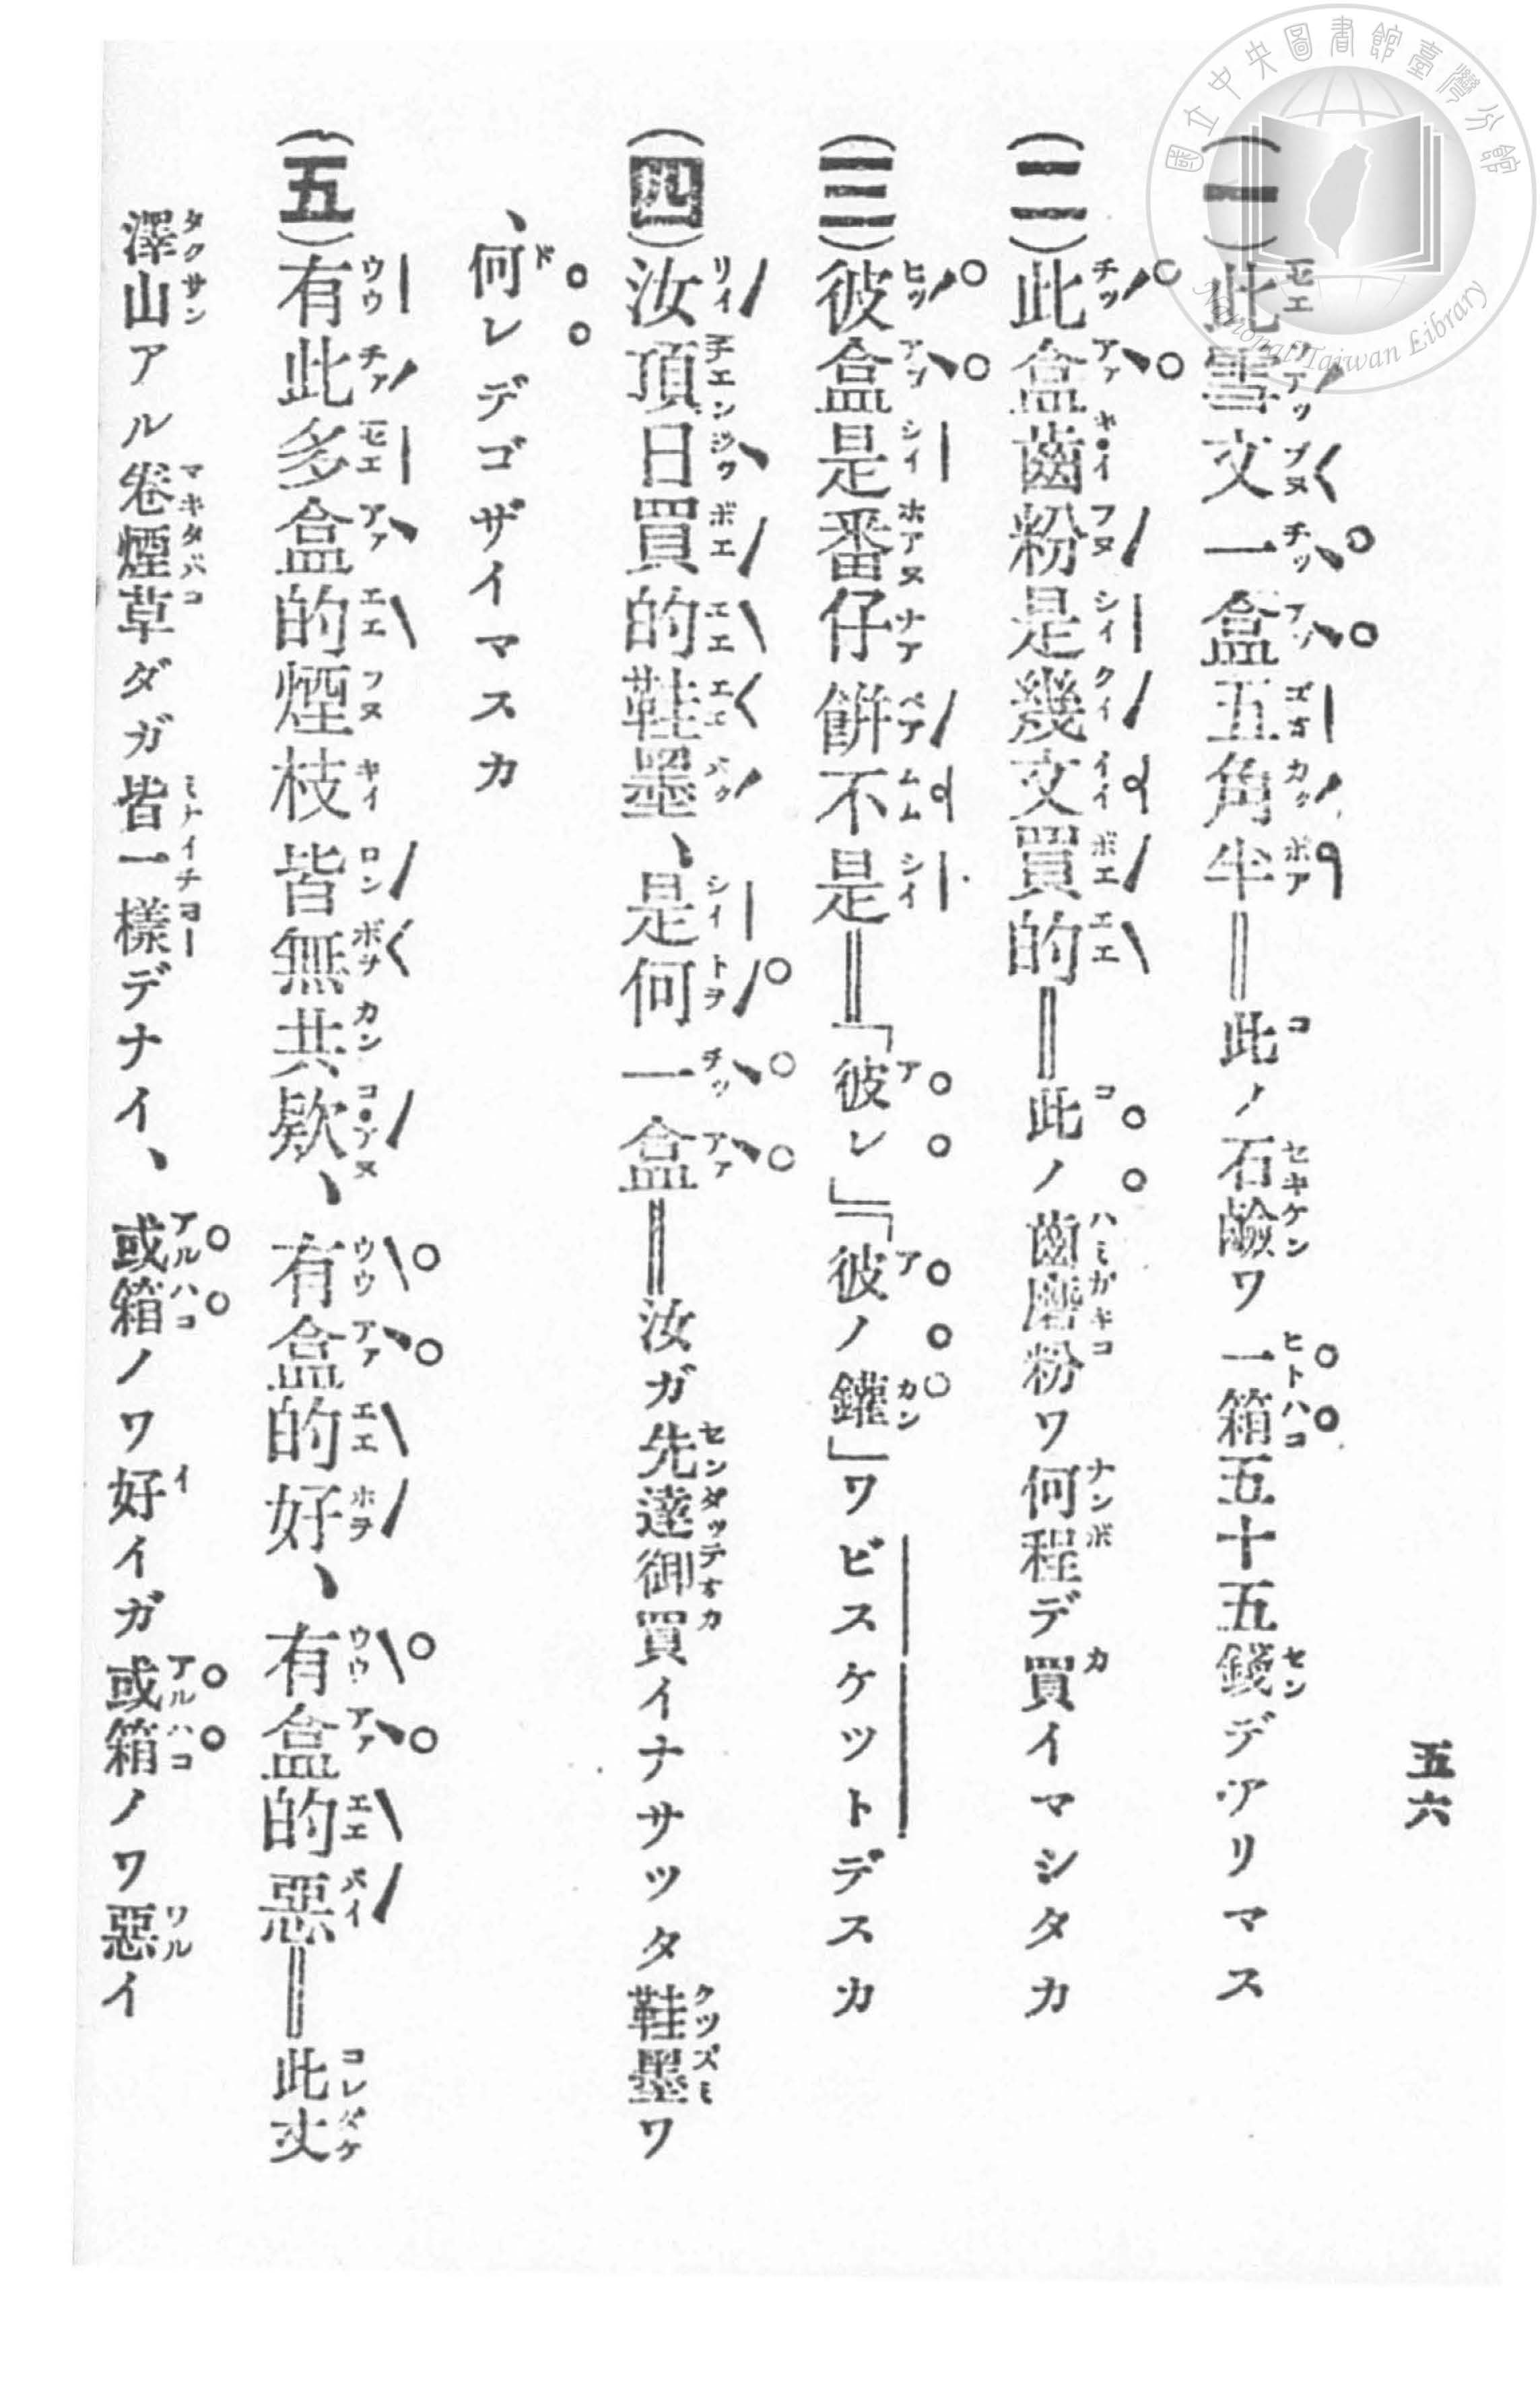 五六
(一)此雪文一盒五角半＝此ノ石鹼ワ一箱五十五錢デアリマス
(二)此盒齒粉是幾文買的＝此ノ齒磨粉ワ何程デ買イマシタカ
(三)彼盒是番仔餅不是＝「彼レ」「彼ノ鑵」ワビスケットデスカ
(四)汝頂日買的鞋墨、是何一盒＝汝ガ先達御買イナサッタ鞋墨ワ
、何レデゴザイマスカ
(五)有此多盒的煙枝皆無共欵、有盒的好、有盒的惡＝此丈
澤山アル卷煙草ダガ皆一樣デナイ、或箱ノワ好イガ或箱ノワ惡イ
國立中央圖書館臺灣分館
National Taiwan Library